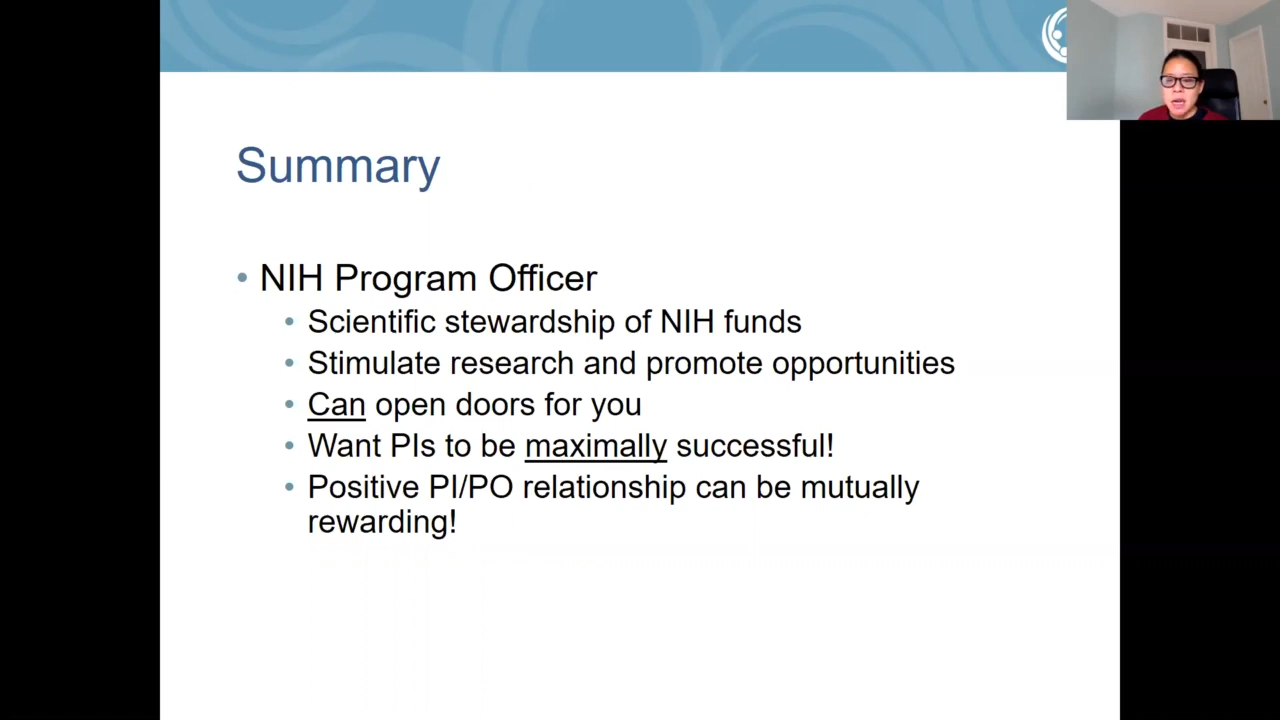 Summary
• NIH Program Officer
• Scientific stewardship of NIH funds
• Stimulate research and promote opportunities
• Can open doors for you
• Want PIs to be maximally successful!
• Positive PI/PO relationship can be mutually
rewarding!